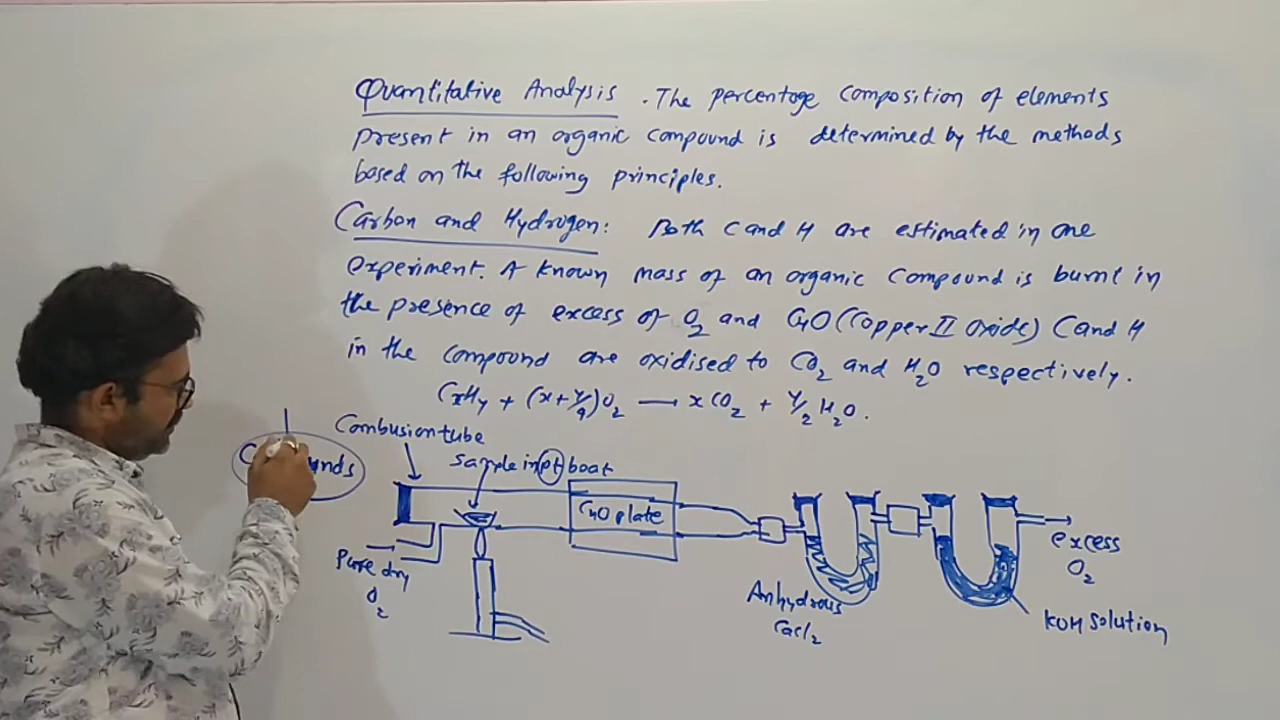 Quantitative Analysis . The percentage composition of elements
present in an organic compound is determined by the methods
based on the following principles.
Carbon and Hydrogen: Both C and H are estimated in one
experiment. A known mass of an organic compound is burnt in
the presence of excess of O₂ and CuO (Copper II oxide) C and H
in the compound are oxidised to CO₂ and H₂O respectively.
CxHy + (x+y/4)O₂ → xCO₂ + y/2 H₂O.
Combusion tube
Sample in pt boat
CuO plate
Pure dry
O₂
Anhydrous
CaCl₂
excess
O₂
KOH Solution